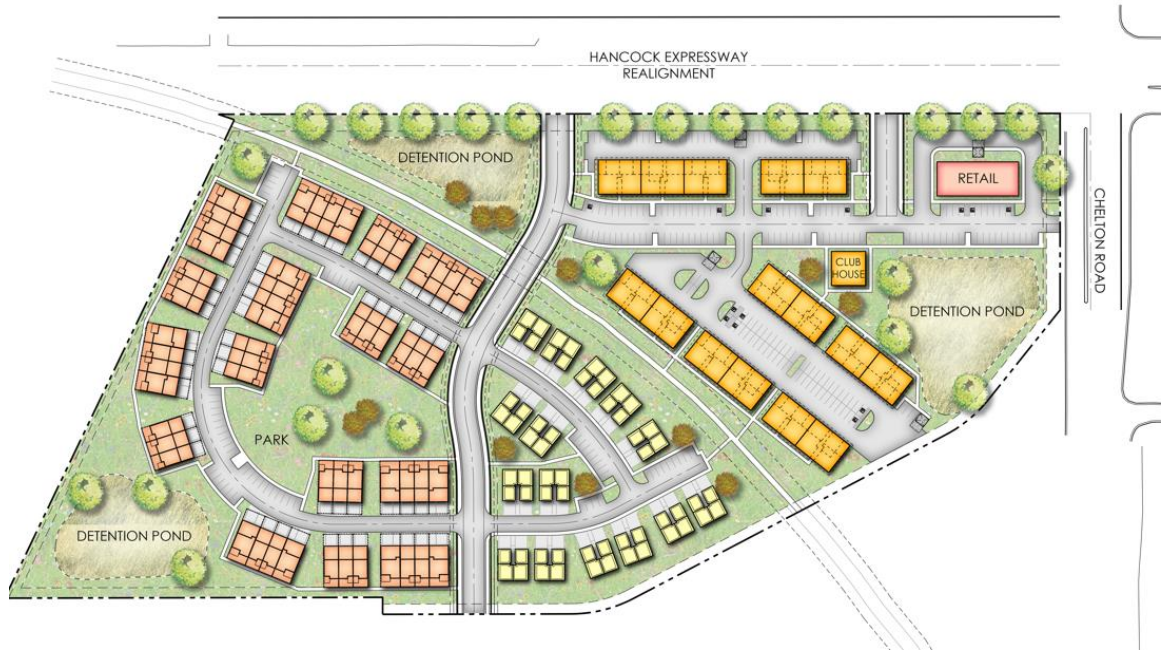 HANCOCK EXPRESSWAY
REALIGNMENT
DETENTION POND
RETAIL
CHELTON ROAD
CLUB
HOUSE
DETENTION POND
PARK
DETENTION POND